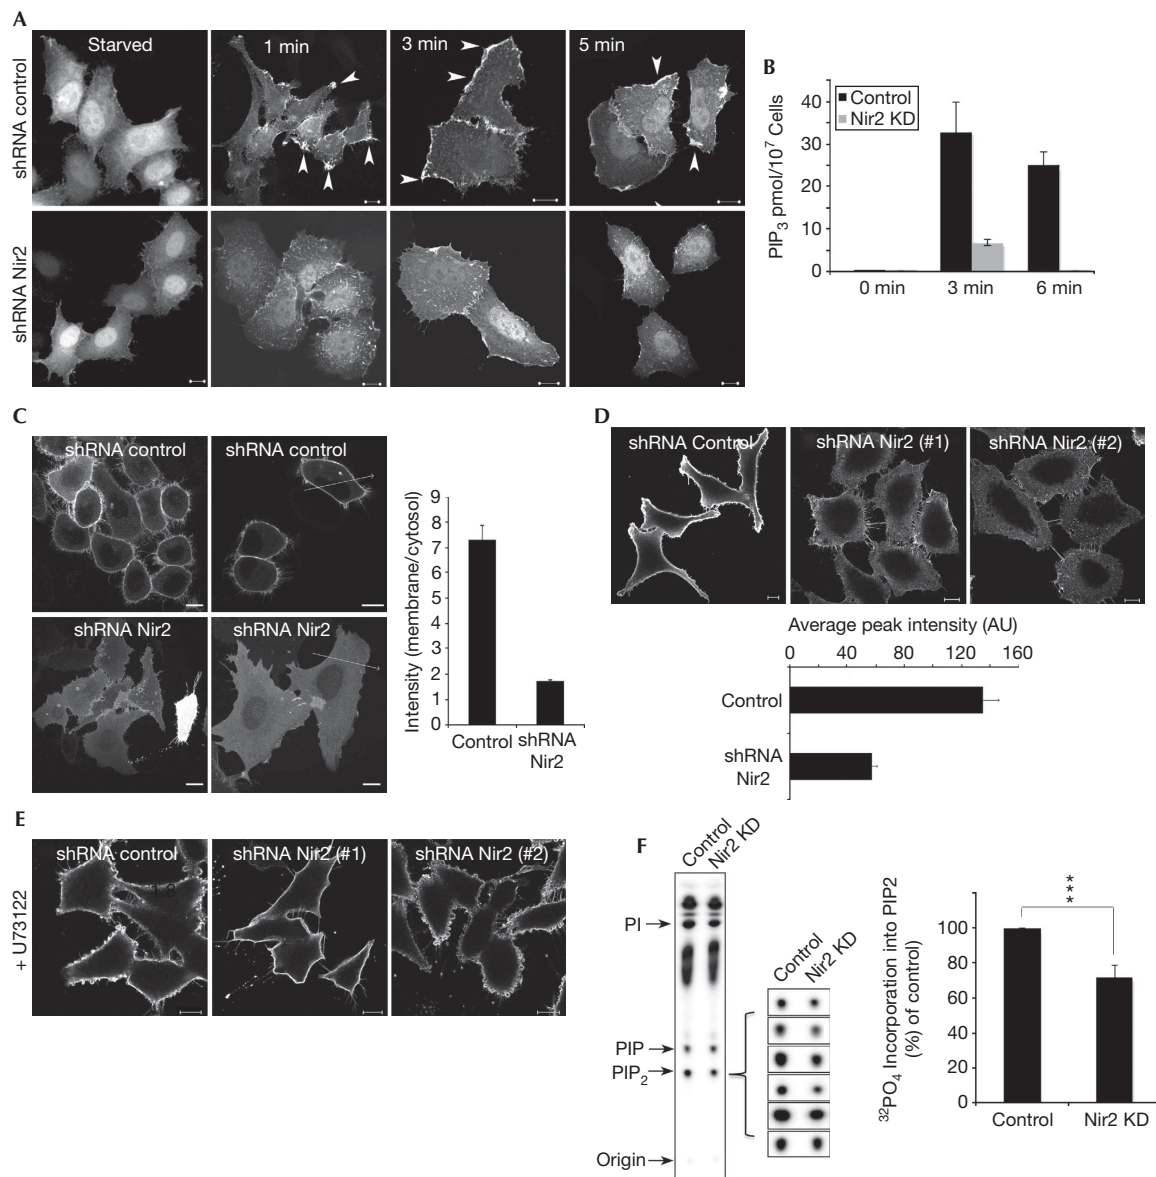 A
shRNA control
Starved
1 min
3 min
5 min
shRNA Nir2
B
PIP3 pmol/10^7 Cells
Control
Nir2 KD
40
30
20
10
0
0 min
3 min
6 min
C
shRNA control
shRNA control
shRNA Nir2
shRNA Nir2
Intensity (membrane/cytosol)
9
8
7
6
5
4
3
2
1
0
Control
shRNA
Nir2
D
shRNA Control
shRNA Nir2 (#1)
shRNA Nir2 (#2)
Average peak intensity (AU)
0 40 80 120 160
Control
shRNA
Nir2
E
+ U73122
shRNA control
shRNA Nir2 (#1)
shRNA Nir2 (#2)
F
Control
Nir2 KD
PI
PIP
PIP2
Origin
Control
Nir2 KD
32PO4 Incorporation into PIP2
(%) of control)
***
100
80
60
40
20
0
Control
Nir2 KD